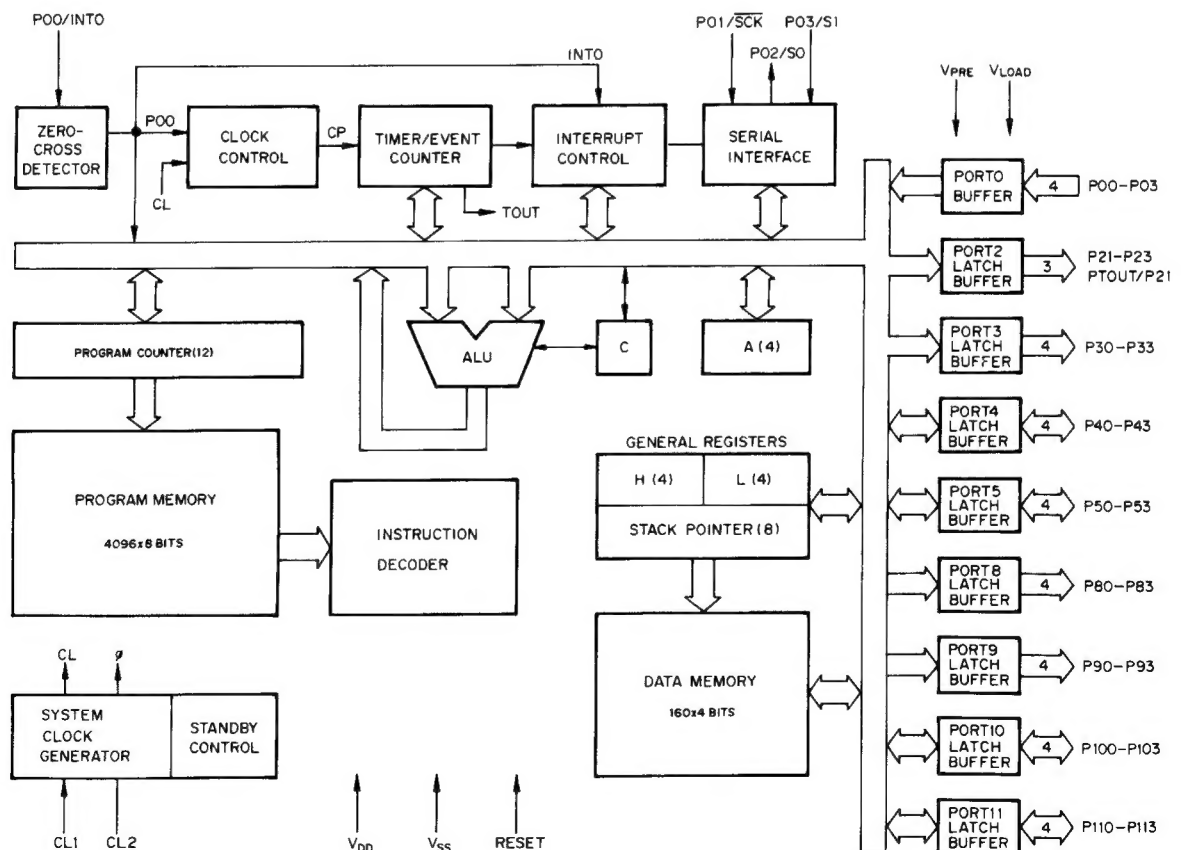 P00/INT0
P01/SCK
P03/S1
P02/S0
INT0
VPRE
VLOAD
ZERO-
CROSS
DETECTOR
P00
CLOCK
CONTROL
CP
TIMER/EVENT
COUNTER
INTERRUPT
CONTROL
SERIAL
INTERFACE
CL
TOUT
PORT0
BUFFER
4
P00-P03
PORT2
LATCH
BUFFER
3
P21-P23
PTOUT/P21
PROGRAM COUNTER(12)
ALU
C
A (4)
PORT3
LATCH
BUFFER
4
P30-P33
PORT4
LATCH
BUFFER
4
P40-P43
PROGRAM MEMORY
4096x8 BITS
INSTRUCTION
DECODER
GENERAL REGISTERS
H (4)
L (4)
STACK POINTER (8)
PORT5
LATCH
BUFFER
4
P50-P53
PORT8
LATCH
BUFFER
4
P80-P83
DATA MEMORY
160x4 BITS
PORT9
LATCH
BUFFER
4
P90-P93
CL
ø
SYSTEM
CLOCK
GENERATOR
STANDBY
CONTROL
PORT10
LATCH
BUFFER
4
P100-P103
PORT11
LATCH
BUFFER
4
P110-P113
CL1
CL2
VDD
VSS
RESET